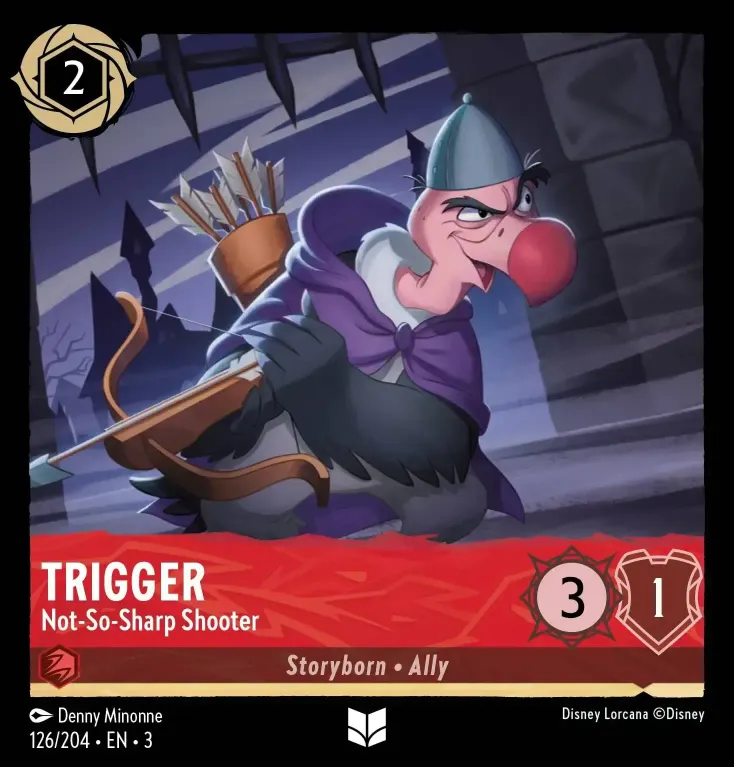 2
TRIGGER
Not-So-Sharp Shooter
3
1
Storyborn • Ally
Denny Minonne
Disney Lorcana ©Disney
126/204 • EN • 3